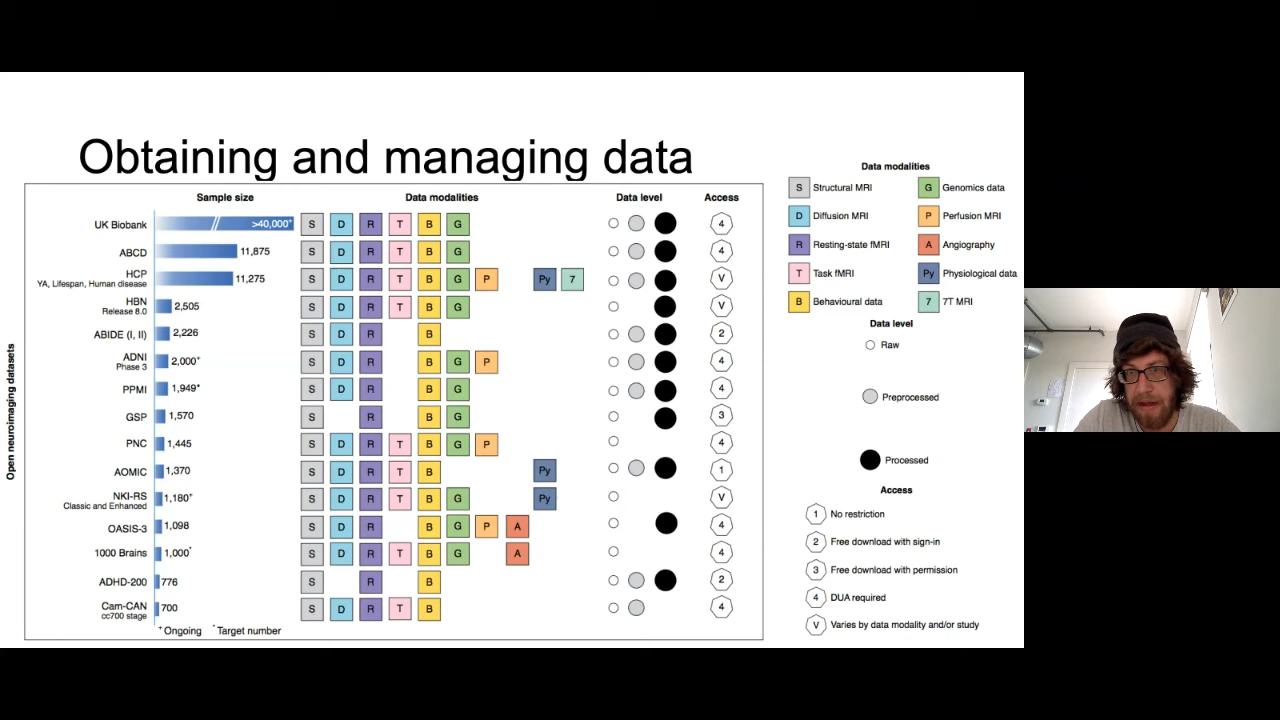 Obtaining and managing data
Sample size Data modalities Data level Access
Open neuroimaging datasets
UK Biobank >40,000+ S D R T B G 4
ABCD 11,875 S D R T B G 4
HCP 11,275 S D R T B G P Py 7 V
YA, Lifespan, Human disease
HBN 2,505 S D R T B G V
Release 8.0
ABIDE (I, II) 2,226 S D R B 2
ADNI 2,000+ S D R B G P 4
Phase 3
PPMI 1,949* S D R B G 4
GSP 1,570 S R B G 3
PNC 1,445 S D R T B G P 4
AOMIC 1,370 S D R T B Py 1
NKI-RS 1,180+ S D R T B G Py V
Classic and Enhanced
OASIS-3 1,098 S D R B G P A 4
1000 Brains 1,000* S D R T B G A 4
ADHD-200 776 S R B 2
Cam-CAN 700 S D R T B 4
cc700 stage
+ Ongoing * Target number
Data modalities
S Structural MRI G Genomics data
D Diffusion MRI P Perfusion MRI
R Resting-state fMRI A Angiography
T Task fMRI Py Physiological data
B Behavioural data 7 7T MRI
Data level
Raw
Preprocessed
Processed
Access
1 No restriction
2 Free download with sign-in
3 Free download with permission
4 DUA required
V Varies by data modality and/or study